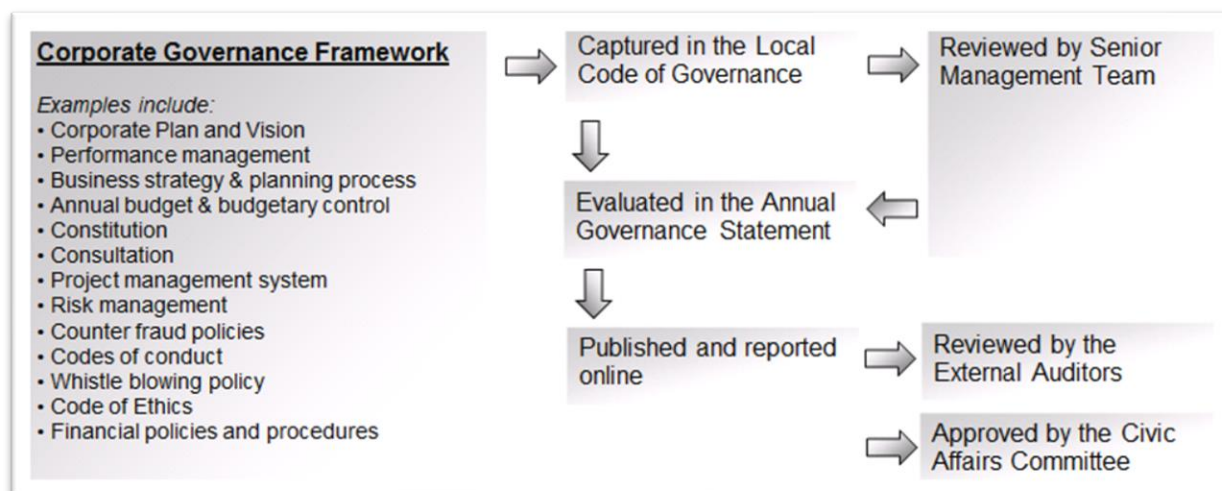 Corporate Governance Framework
Examples include:
• Corporate Plan and Vision
• Performance management
• Business strategy & planning process
• Annual budget & budgetary control
• Constitution
• Consultation
• Project management system
• Risk management
• Counter fraud policies
• Codes of conduct
• Whistle blowing policy
• Code of Ethics
• Financial policies and procedures
Captured in the Local
Code of Governance
Reviewed by Senior
Management Team
Evaluated in the Annual
Governance Statement
Published and reported
online
Reviewed by the
External Auditors
Approved by the Civic
Affairs Committee